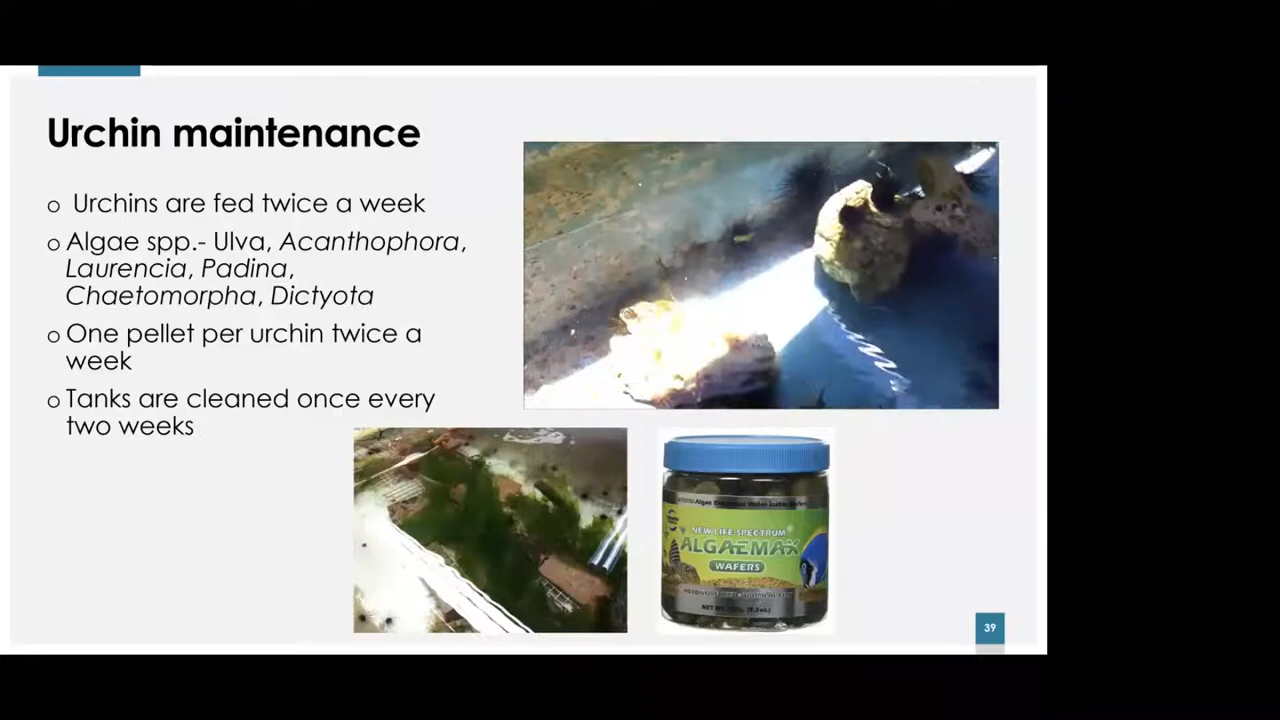 Urchin maintenance
o Urchins are fed twice a week
o Algae spp.- Ulva, Acanthophora,
Laurencia, Padina,
Chaetomorpha, Dictyota
o One pellet per urchin twice a
week
o Tanks are cleaned once every
two weeks
NEW LIFE SPECTRUM
ALGAEMAX
WAFERS
39